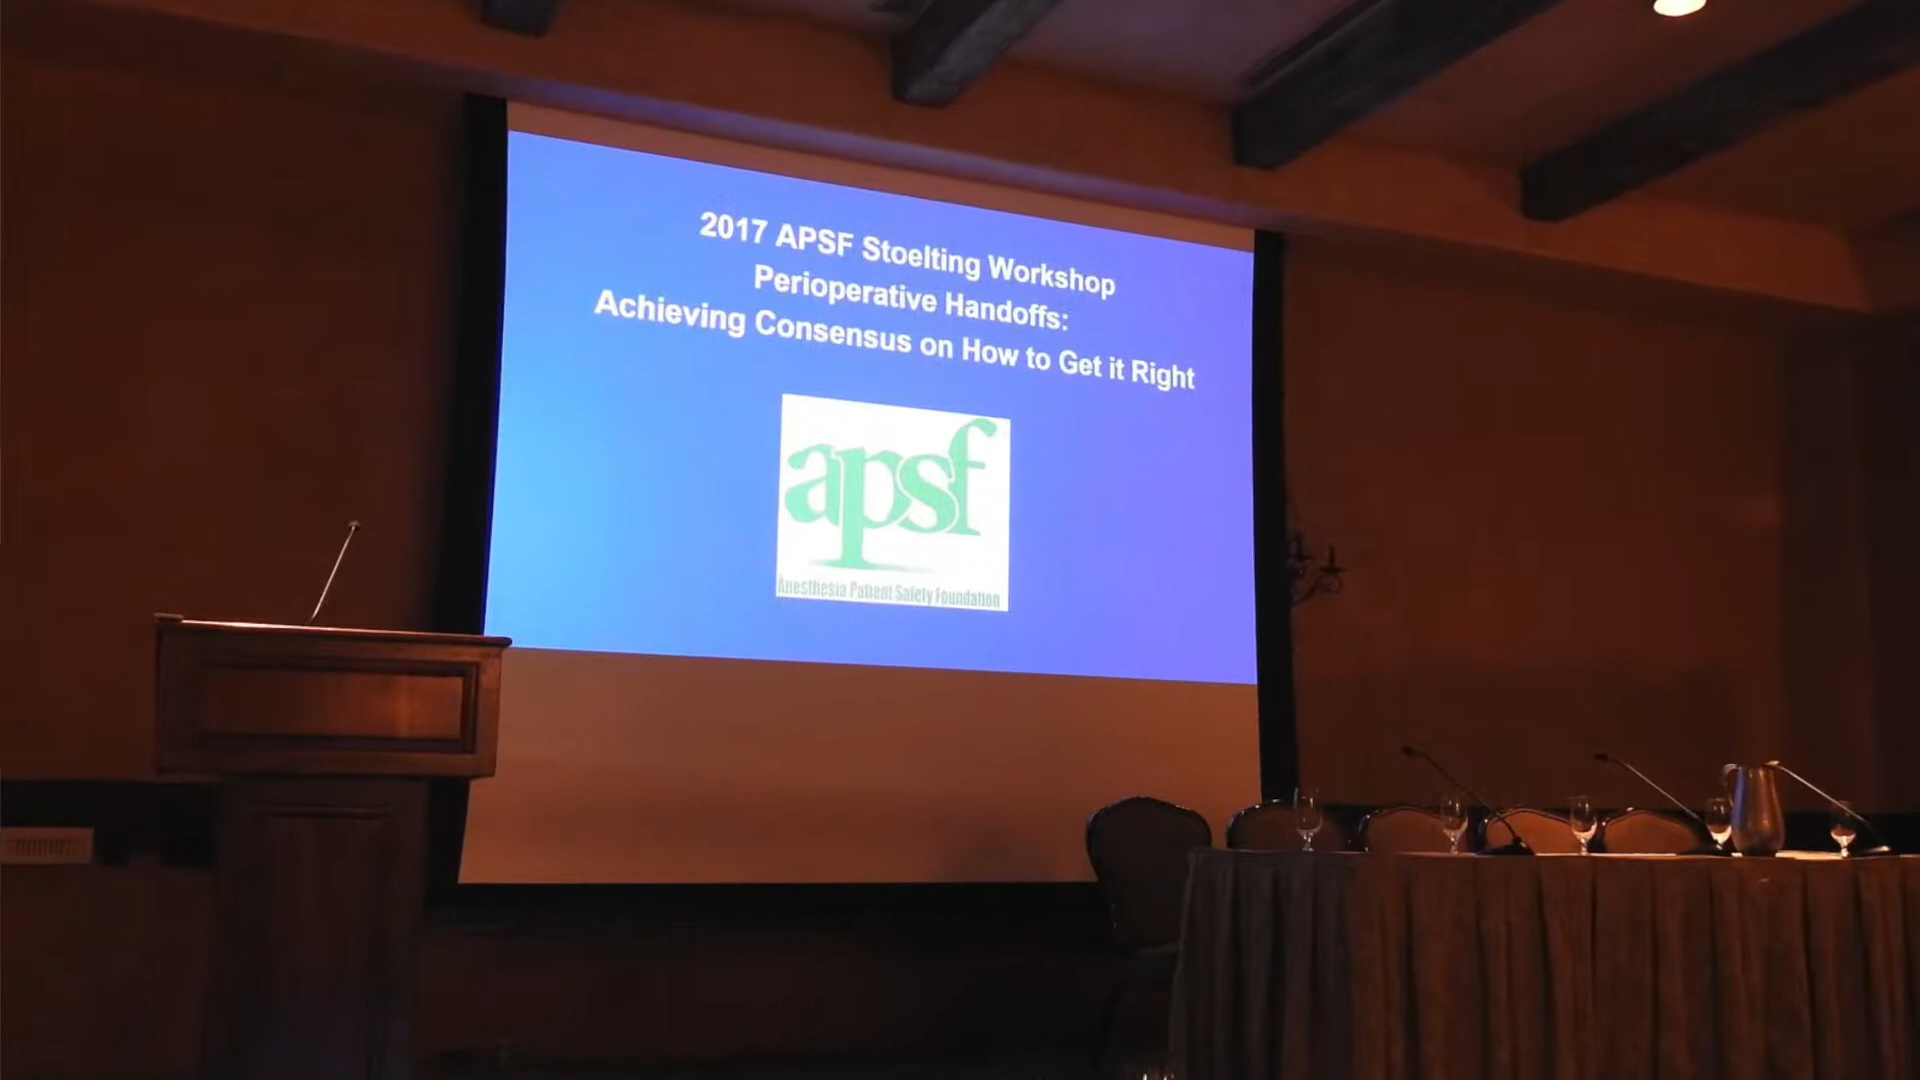 2017 APSF Stoelting Workshop
Perioperative Handoffs:
Achieving Consensus on How to Get it Right
apsf
Anesthesia Patient Safety Foundation